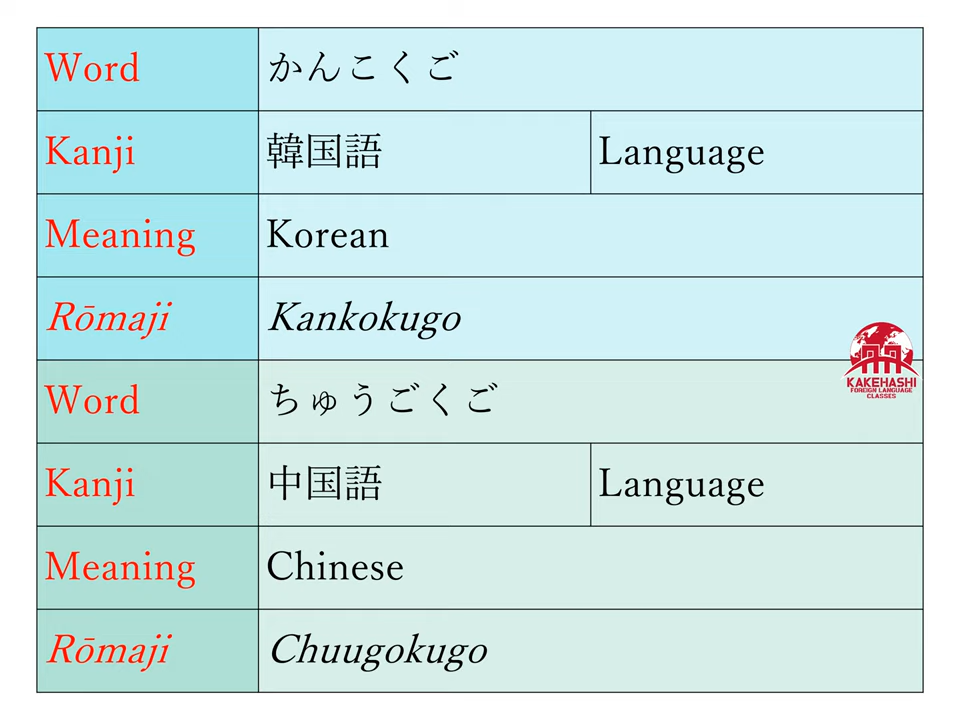 Word かんこくご
Kanji 韓国語 Language
Meaning Korean
Rōmaji Kankokugo
Word ちゅうごくご
Kanji 中国語 Language
Meaning Chinese
Rōmaji Chuugokugo
KAKEHASHI
FOREIGN LANGUAGE
CLASSES